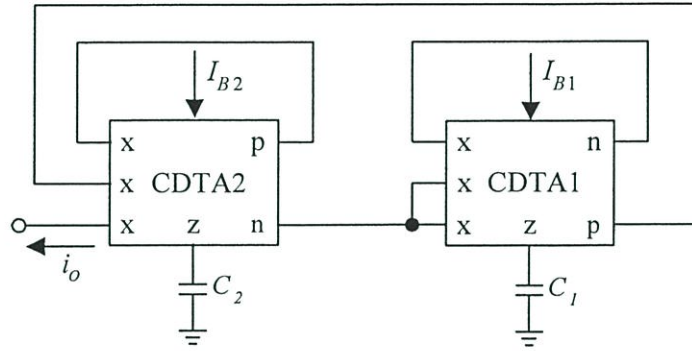 I_B2
I_B1
x p
x n
x CDTA2
x CDTA1
x z n
x z p
i_o
C_2
C_1